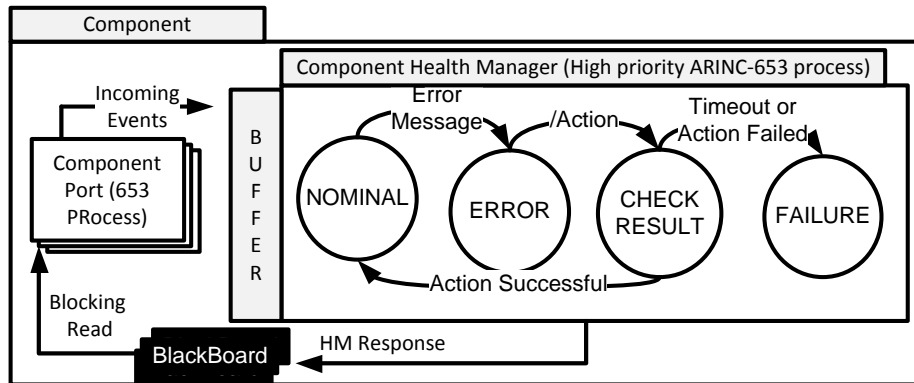 Component
Component Health Manager (High priority ARINC-653 process)
Incoming
Events
Component
Port (653
PRocess)
B
U
F
F
E
R
Error
Message
/Action
Timeout or
Action Failed
NOMINAL
ERROR
CHECK
RESULT
FAILURE
Action Successful
Blocking
Read
BlackBoard
HM Response